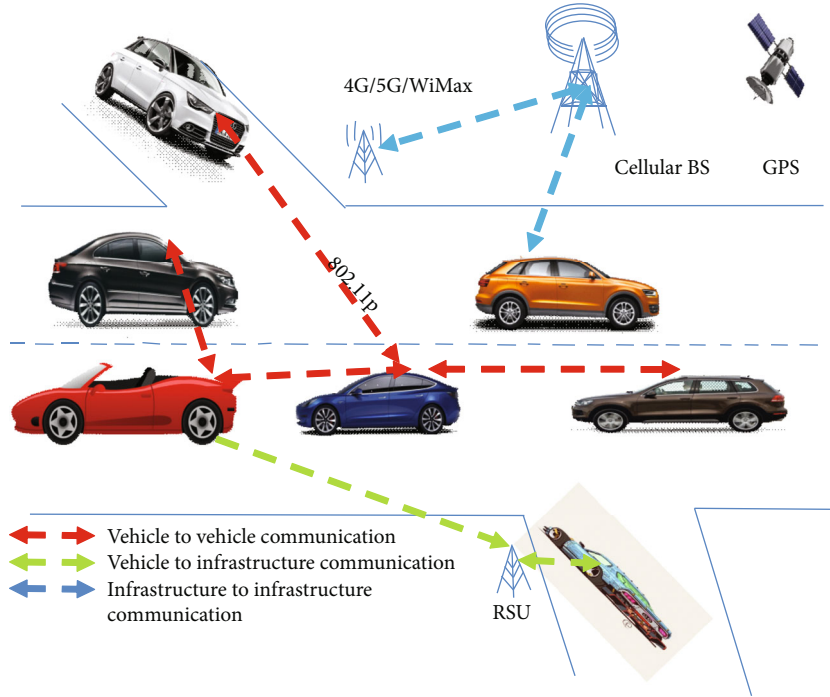 4G/5G/WiMax
Cellular BS
GPS
802.11p
Vehicle to vehicle communication
Vehicle to infrastructure communication
Infrastructure to infrastructure
communication
RSU